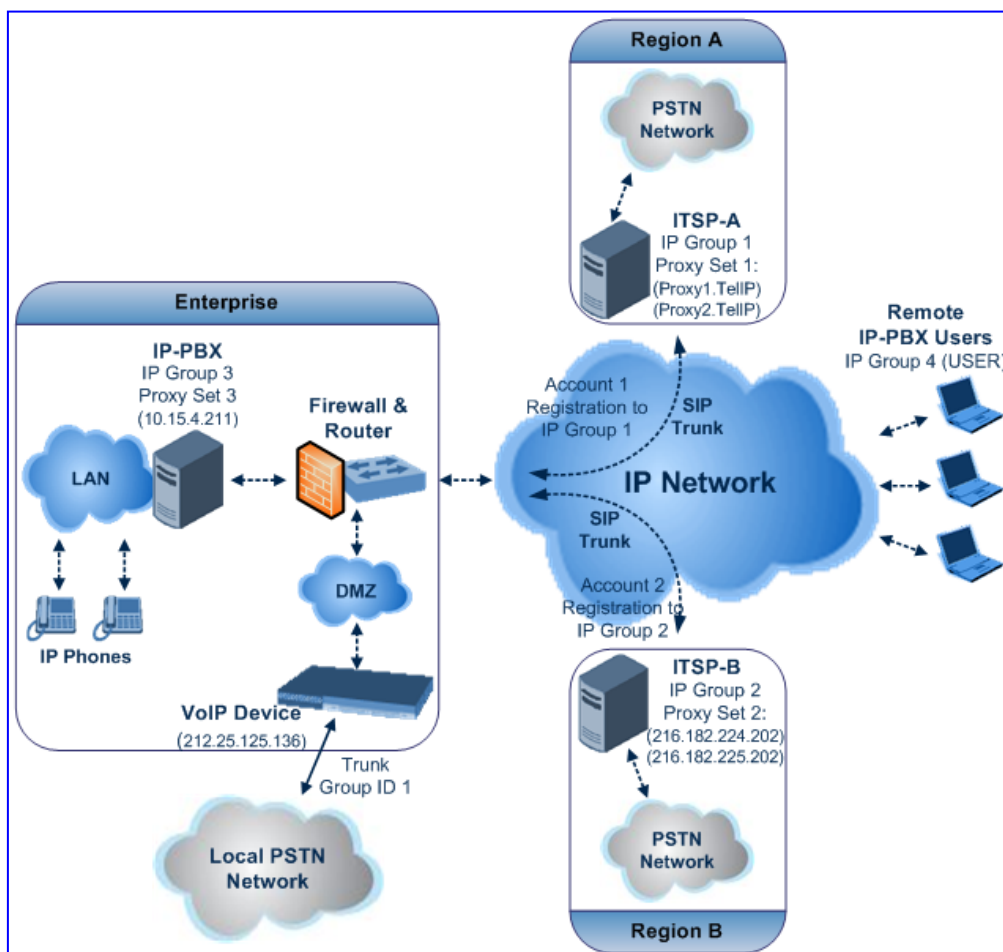 Region A
PSTN
Network
ITSP-A
IP Group 1
Proxy Set 1:
(Proxy1.TelIP)
(Proxy2.TelIP)
Enterprise
IP-PBX
IP Group 3
Proxy Set 3
(10.15.4.211)
Firewall &
Router
LAN
DMZ
IP Phones
VoIP Device
(212.25.125.136)
Trunk
Group ID 1
Local PSTN
Network
Account 1
Registration to
IP Group 1
SIP
Trunk
IP Network
SIP
Trunk
Account 2
Registration to
IP Group 2
Remote
IP-PBX Users
IP Group 4 (USER)
ITSP-B
IP Group 2
Proxy Set 2:
(216.182.224.202)
(216.182.225.202)
PSTN
Network
Region B